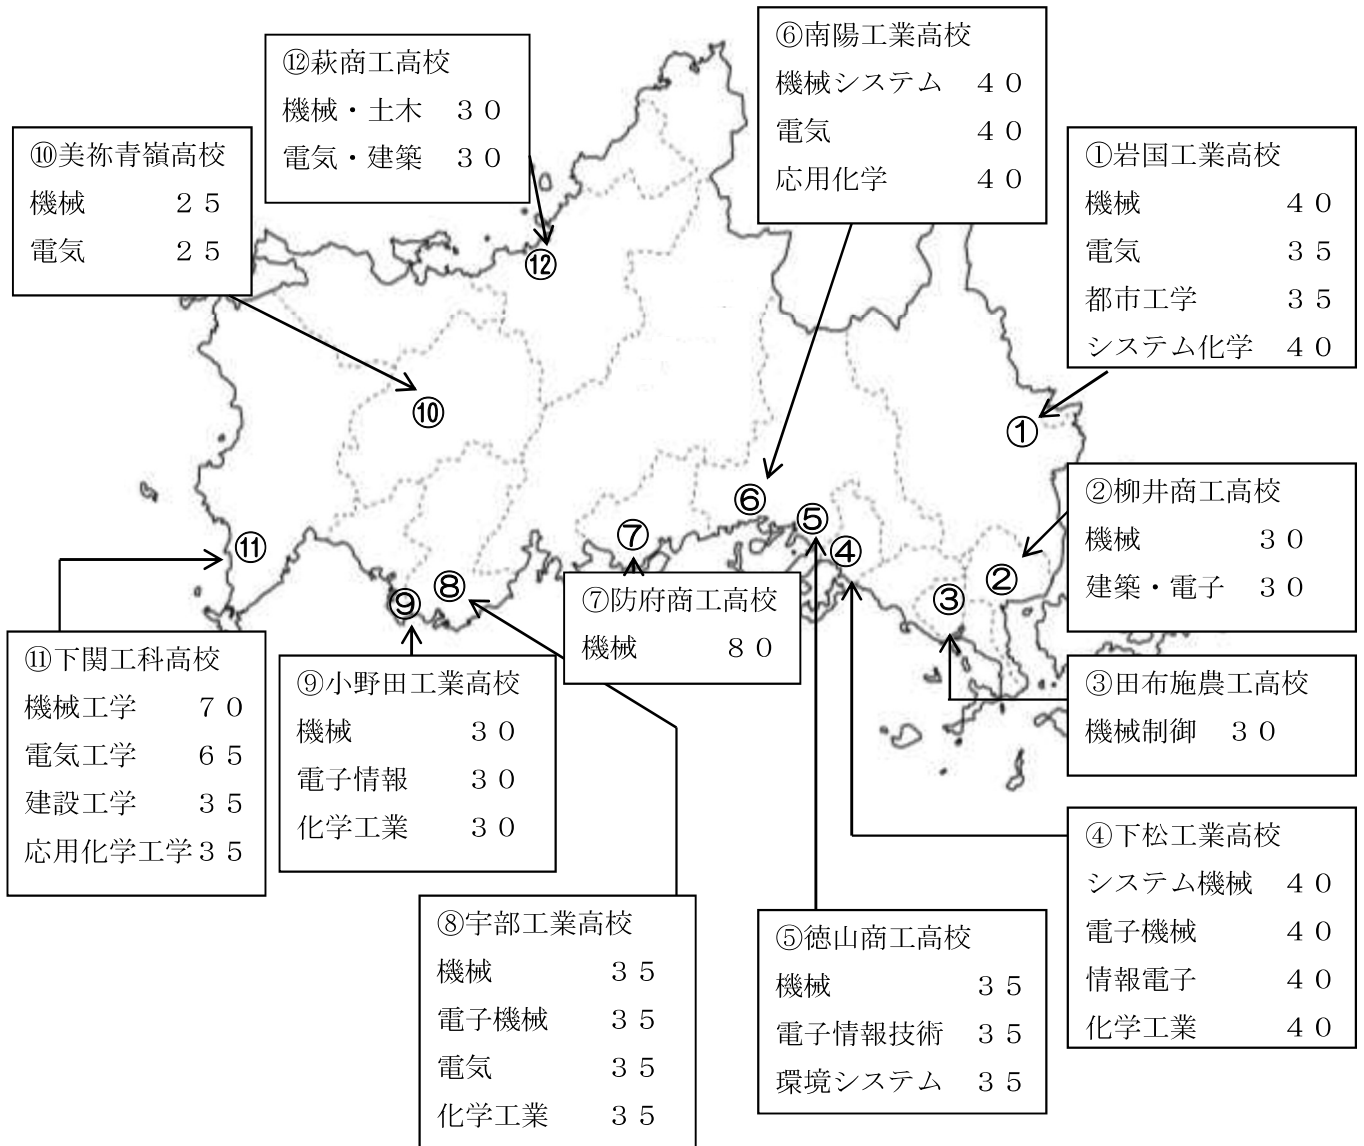 ⑫萩商工高校
機械・土木 30
電気・建築 30
⑥南陽工業高校
機械システム 40
電気 40
応用化学 40
⑩美祢青嶺高校
機械 25
電気 25
①岩国工業高校
機械 40
電気 35
都市工学 35
システム化学 40
⑫
⑩
①
②柳井商工高校
機械 30
建築・電子 30
⑥
⑤
⑦
④
⑪
②
⑧
③
⑨
⑦防府商工高校
機械 80
⑪下関工科高校
機械工学 70
電気工学 65
建設工学 35
応用化学工学35
⑨小野田工業高校
機械 30
電子情報 30
化学工業 30
③田布施農工高校
機械制御 30
④下松工業高校
システム機械 40
電子機械 40
情報電子 40
化学工業 40
⑧宇部工業高校
機械 35
電子機械 35
電気 35
化学工業 35
⑤徳山商工高校
機械 35
電子情報技術 35
環境システム 35